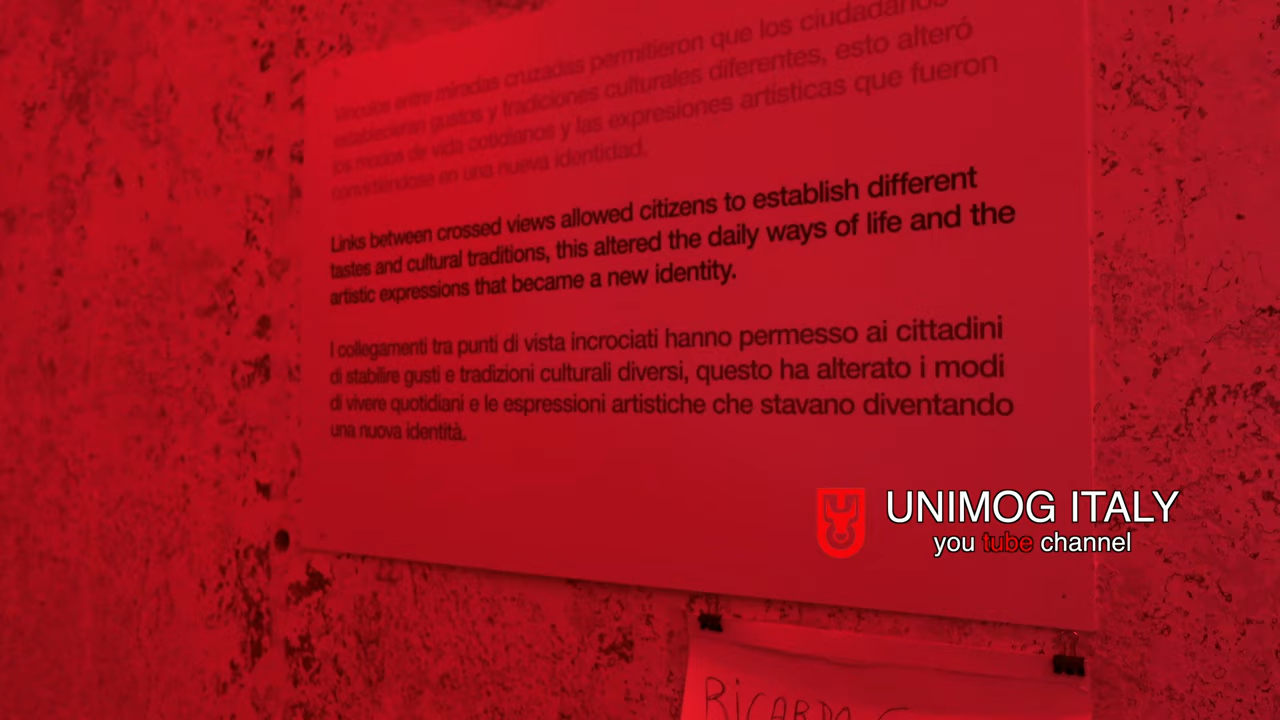 Vínculos entre miradas cruzadas permitieron que los ciudadanos
establecieran gustos y tradiciones culturales diferentes, esto alteró
los modos de vida cotidianos y las expresiones artísticas que fueron
convirtiéndose en una nueva identidad.
Links between crossed views allowed citizens to establish different
tastes and cultural traditions, this altered the daily ways of life and the
artistic expressions that became a new identity.
I collegamenti tra punti di vista incrociati hanno permesso ai cittadini
di stabilire gusti e tradizioni culturali diversi, questo ha alterato i modi
di vivere quotidiani e le espressioni artistiche che stavano diventando
una nuova identità.
UNIMOG ITALY
you tube channel
RICARDO